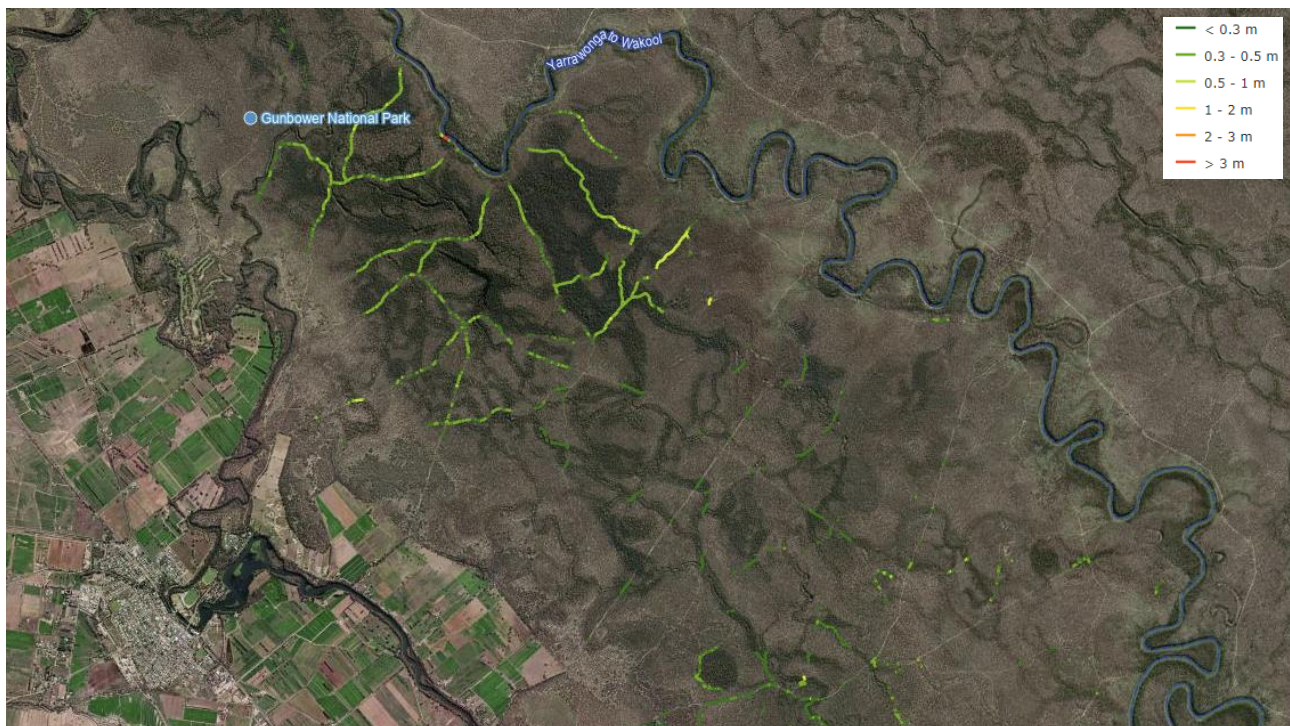 Yarrawonga to Wakool
Gunbower National Park
< 0.3 m
0.3 - 0.5 m
0.5 - 1 m
1 - 2 m
2 - 3 m
> 3 m